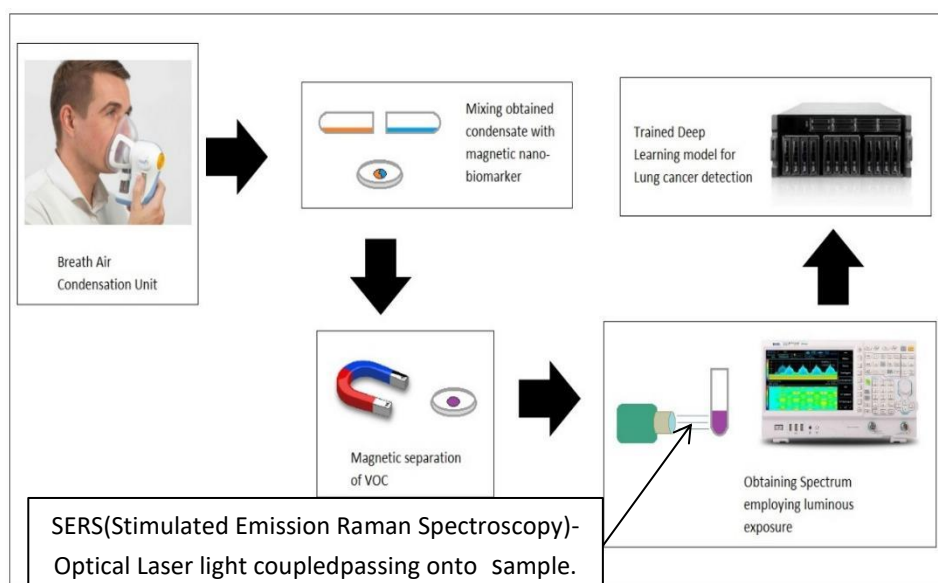 Breath Air
Condensation Unit
Mixing obtained
condensate with
magnetic nano-
biomarker
Trained Deep
Learning model for
Lung cancer detection
Magnetic separation
of VOC
Obtaining Spectrum
employing luminous
exposure
SERS(Stimulated Emission Raman Spectroscopy)-
Optical Laser light coupledpassing onto sample.